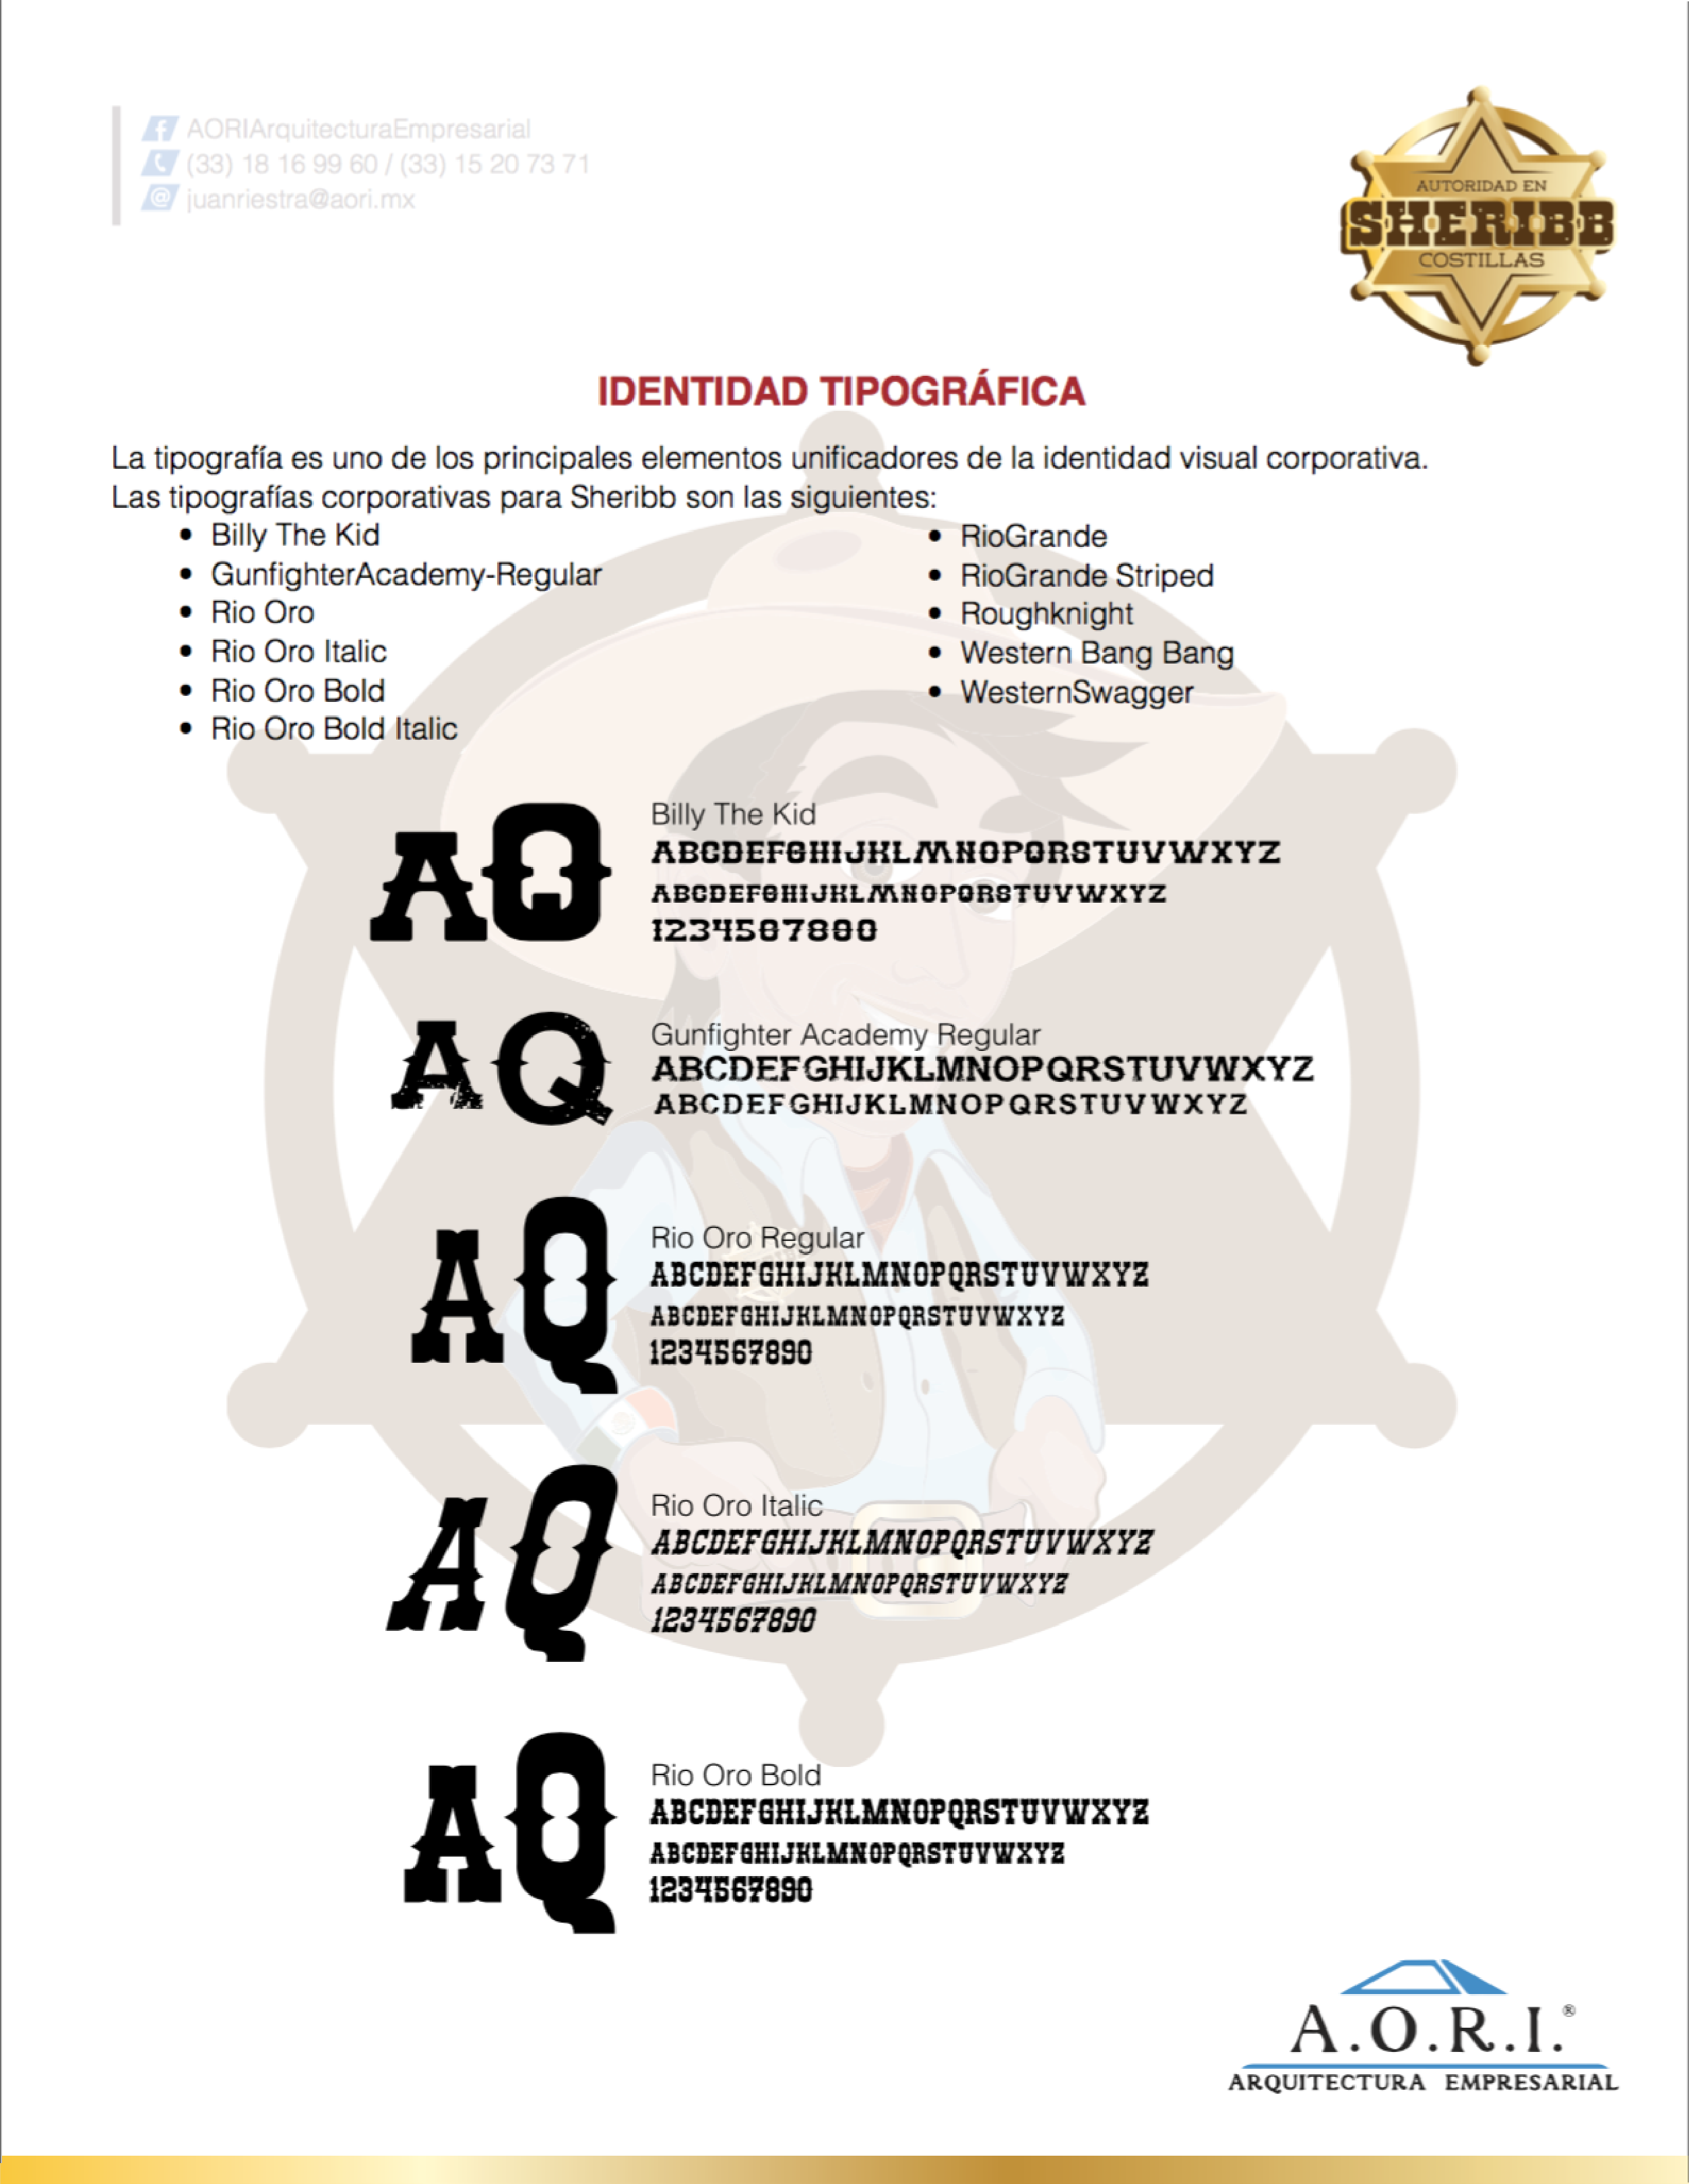 AORIArquitecturaEmpresarial
(33) 18 16 99 60 / (33) 15 20 73 71
juanriestra@aori.mx
AUTORIDAD EN
SHERIBB
COSTILLAS
IDENTIDAD TIPOGRÁFICA
La tipografía es uno de los principales elementos unificadores de la identidad visual corporativa.
Las tipografías corporativas para Sheribb son las siguientes:
• Billy The Kid
• GunfighterAcademy-Regular
• Rio Oro
• Rio Oro Italic
• Rio Oro Bold
• Rio Oro Bold Italic
• RioGrande
• RioGrande Striped
• Roughknight
• Western Bang Bang
• WesternSwagger
AQ
Billy The Kid
ABCDEFGHIJKLMNOPQRSTUVWXYZ
ABCDEFGHIJKLMNOPQRSTUVWXYZ
1234567890
AQ
Gunfighter Academy Regular
ABCDEFGHIJKLMNOPQRSTUVWXYZ
ABCDEFGHIJKLMNOPQRSTUVWXYZ
AQ
Rio Oro Regular
ABCDEFGHIJKLMNOPQRSTUVWXYZ
ABCDEFGHIJKLMNOPQRSTUVWXYZ
1234567890
AQ
Rio Oro Italic
ABCDEFGHIJKLMNOPQRSTUVWXYZ
ABCDEFGHIJKLMNOPQRSTUVWXYZ
1234567890
AQ
Rio Oro Bold
ABCDEFGHIJKLMNOPQRSTUVWXYZ
ABCDEFGHIJKLMNOPQRSTUVWXYZ
1234567890
A.O.R.I.®
ARQUITECTURA EMPRESARIAL